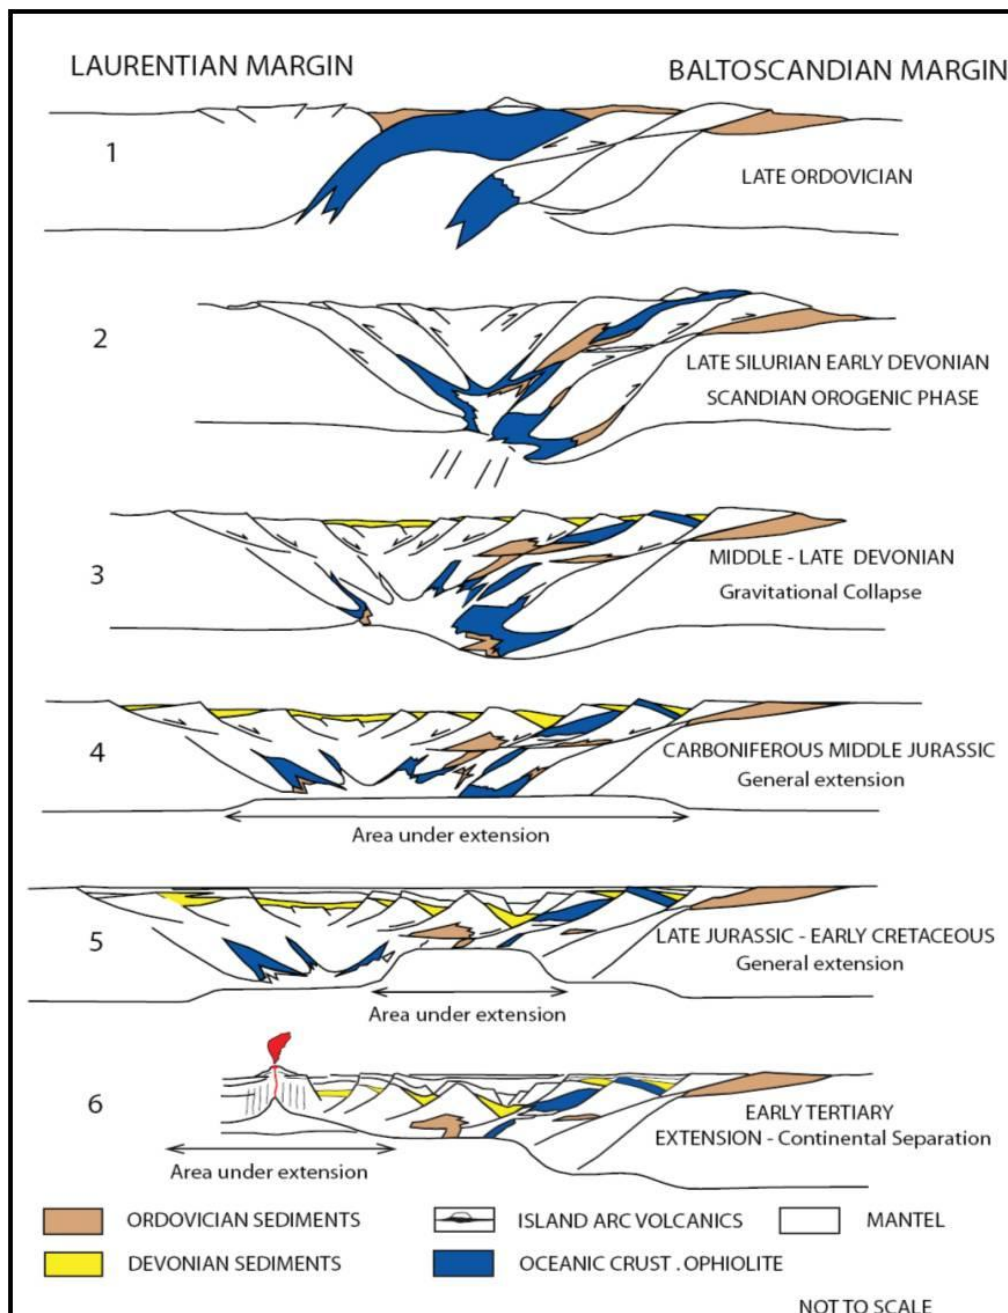 LAURENTIAN MARGIN
BALTOSCANDIAN MARGIN
1
LATE ORDOVICIAN
2
LATE SILURIAN EARLY DEVONIAN
SCANDIAN OROGENIC PHASE
3
MIDDLE - LATE DEVONIAN
Gravitational Collapse
4
CARBONIFEROUS MIDDLE JURASSIC
General extension
Area under extension
5
LATE JURASSIC - EARLY CRETACEOUS
General extension
Area under extension
6
EARLY TERTIARY
EXTENSION - Continental Separation
Area under extension
ORDOVICIAN SEDIMENTS
ISLAND ARC VOLCANICS
MANTEL
DEVONIAN SEDIMENTS
OCEANIC CRUST . OPHIOLITE
NOT TO SCALE